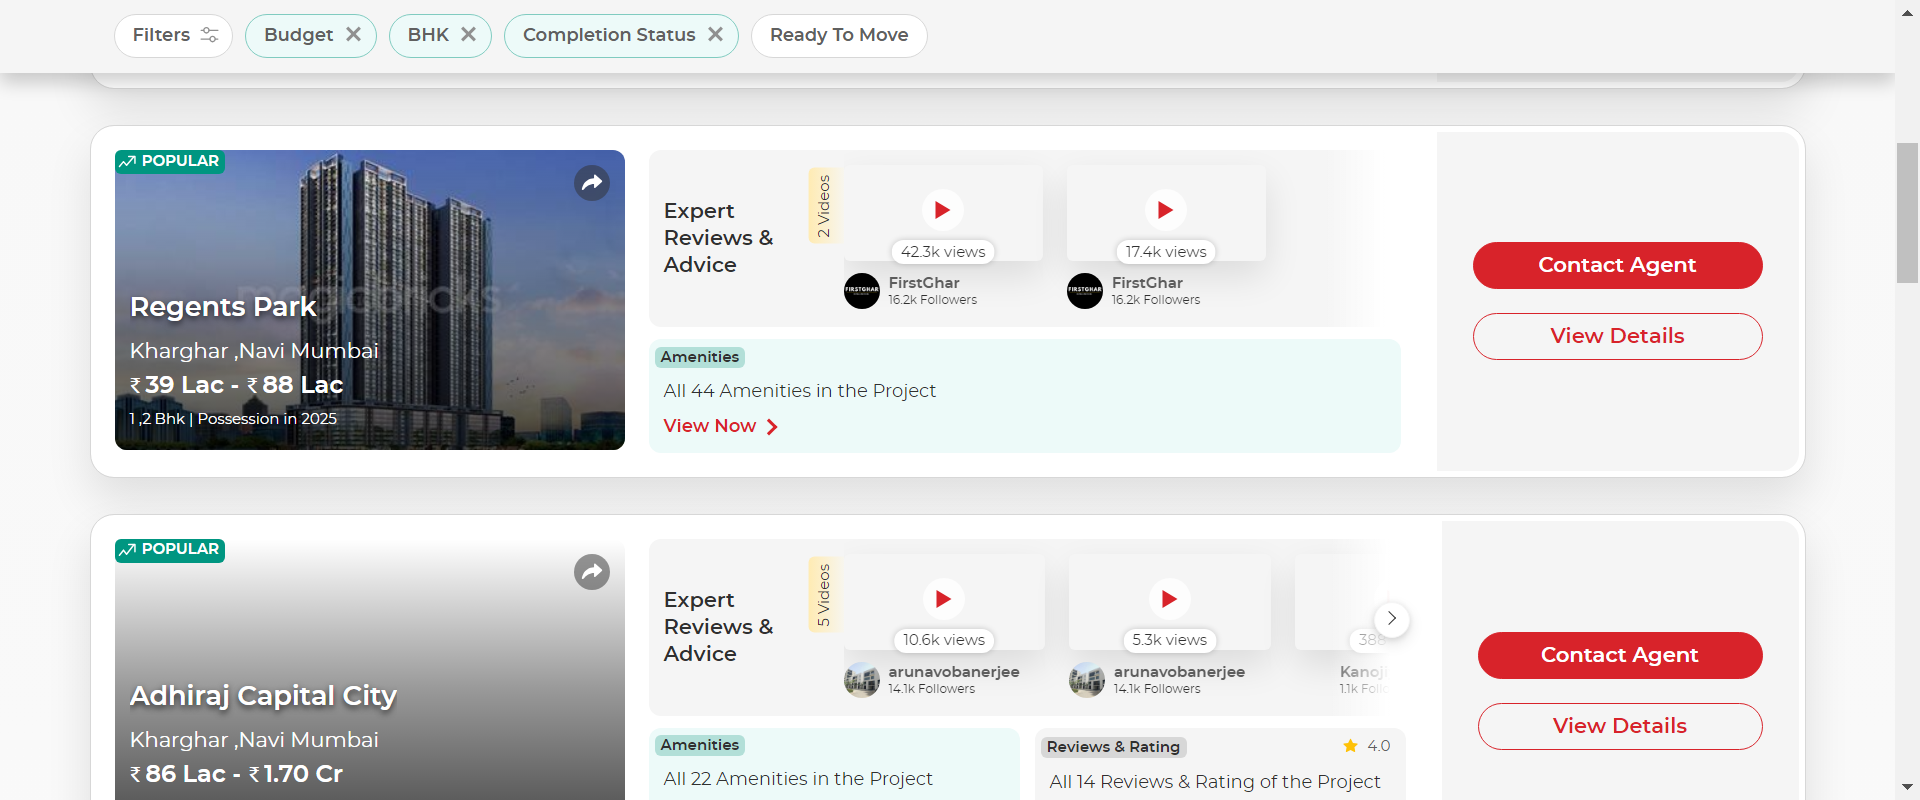 Filters
Budget
BHK
Completion Status
Ready To Move
POPULAR
magicbricks
Regents Park
Kharghar ,Navi Mumbai
₹ 39 Lac - ₹ 88 Lac
1 ,2 Bhk | Possession in 2025
Expert
Reviews &
Advice
2 Videos
42.3k views
FIRSTGHAR
FirstGhar
16.2k Followers
17.4k views
FIRSTGHAR
FirstGhar
16.2k Followers
Amenities
All 44 Amenities in the Project
View Now
Contact Agent
View Details
POPULAR
Adhiraj Capital City
Kharghar ,Navi Mumbai
₹ 86 Lac - ₹ 1.70 Cr
Expert
Reviews &
Advice
5 Videos
10.6k views
arunavobanerjee
14.1k Followers
5.3k views
arunavobanerjee
14.1k Followers
388
Kanoj
1.1k Follo
Amenities
All 22 Amenities in the Project
Reviews & Rating
4.0
All 14 Reviews & Rating of the Project
Contact Agent
View Details